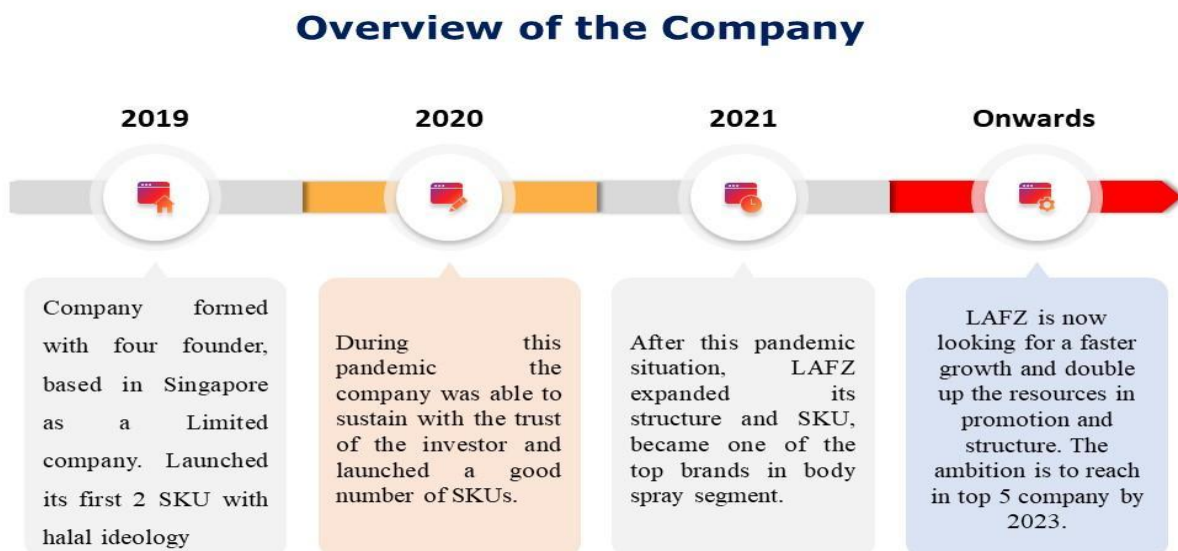 Overview of the Company
2019
2020
2021
Onwards
Company formed
with four founder,
based in Singapore
as a Limited
company. Launched
its first 2 SKU with
halal ideology
During this
pandemic the
company was able to
sustain with the trust
of the investor and
launched a good
number of SKUs.
After this pandemic
situation, LAFZ
expanded its
structure and SKU,
became one of the
top brands in body
spray segment.
LAFZ is now
looking for a faster
growth and double
up the resources in
promotion and
structure. The
ambition is to reach
in top 5 company by
2023.